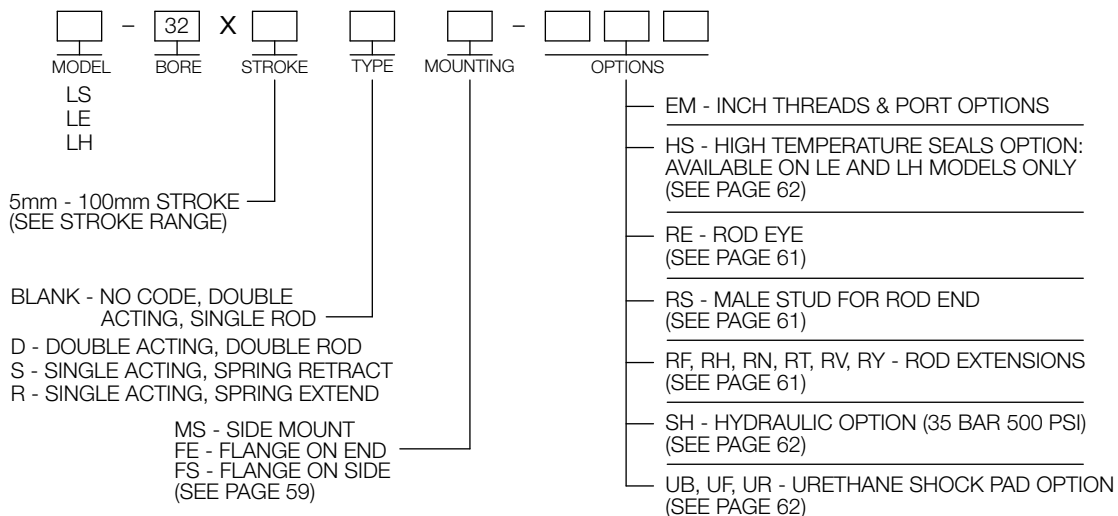 – 32 X –
MODEL BORE STROKE TYPE MOUNTING OPTIONS
LS
LE
LH
5mm - 100mm STROKE
(SEE STROKE RANGE)
BLANK - NO CODE, DOUBLE
ACTING, SINGLE ROD
D - DOUBLE ACTING, DOUBLE ROD
S - SINGLE ACTING, SPRING RETRACT
R - SINGLE ACTING, SPRING EXTEND
MS - SIDE MOUNT
FE - FLANGE ON END
FS - FLANGE ON SIDE
(SEE PAGE 59)
EM - INCH THREADS & PORT OPTIONS
HS - HIGH TEMPERATURE SEALS OPTION:
AVAILABLE ON LE AND LH MODELS ONLY
(SEE PAGE 62)
RE - ROD EYE
(SEE PAGE 61)
RS - MALE STUD FOR ROD END
(SEE PAGE 61)
RF, RH, RN, RT, RV, RY - ROD EXTENSIONS
(SEE PAGE 61)
SH - HYDRAULIC OPTION (35 BAR 500 PSI)
(SEE PAGE 62)
UB, UF, UR - URETHANE SHOCK PAD OPTION
(SEE PAGE 62)